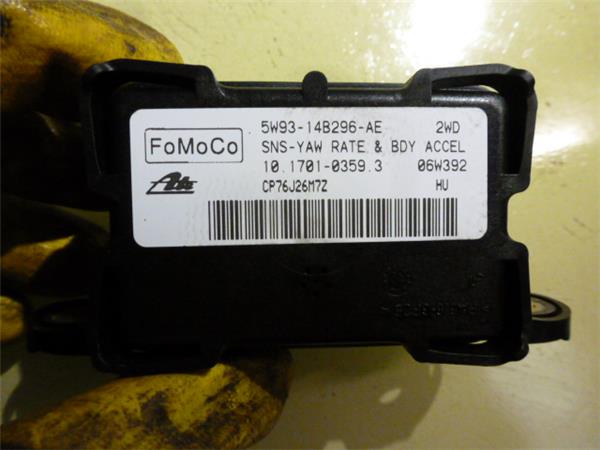 FoMoCo
5W93-14B296-AE 2WD
SNS-YAW RATE & BDY ACCEL
10.1701-0359.3 06W392
Ate CP76J26M7Z HU